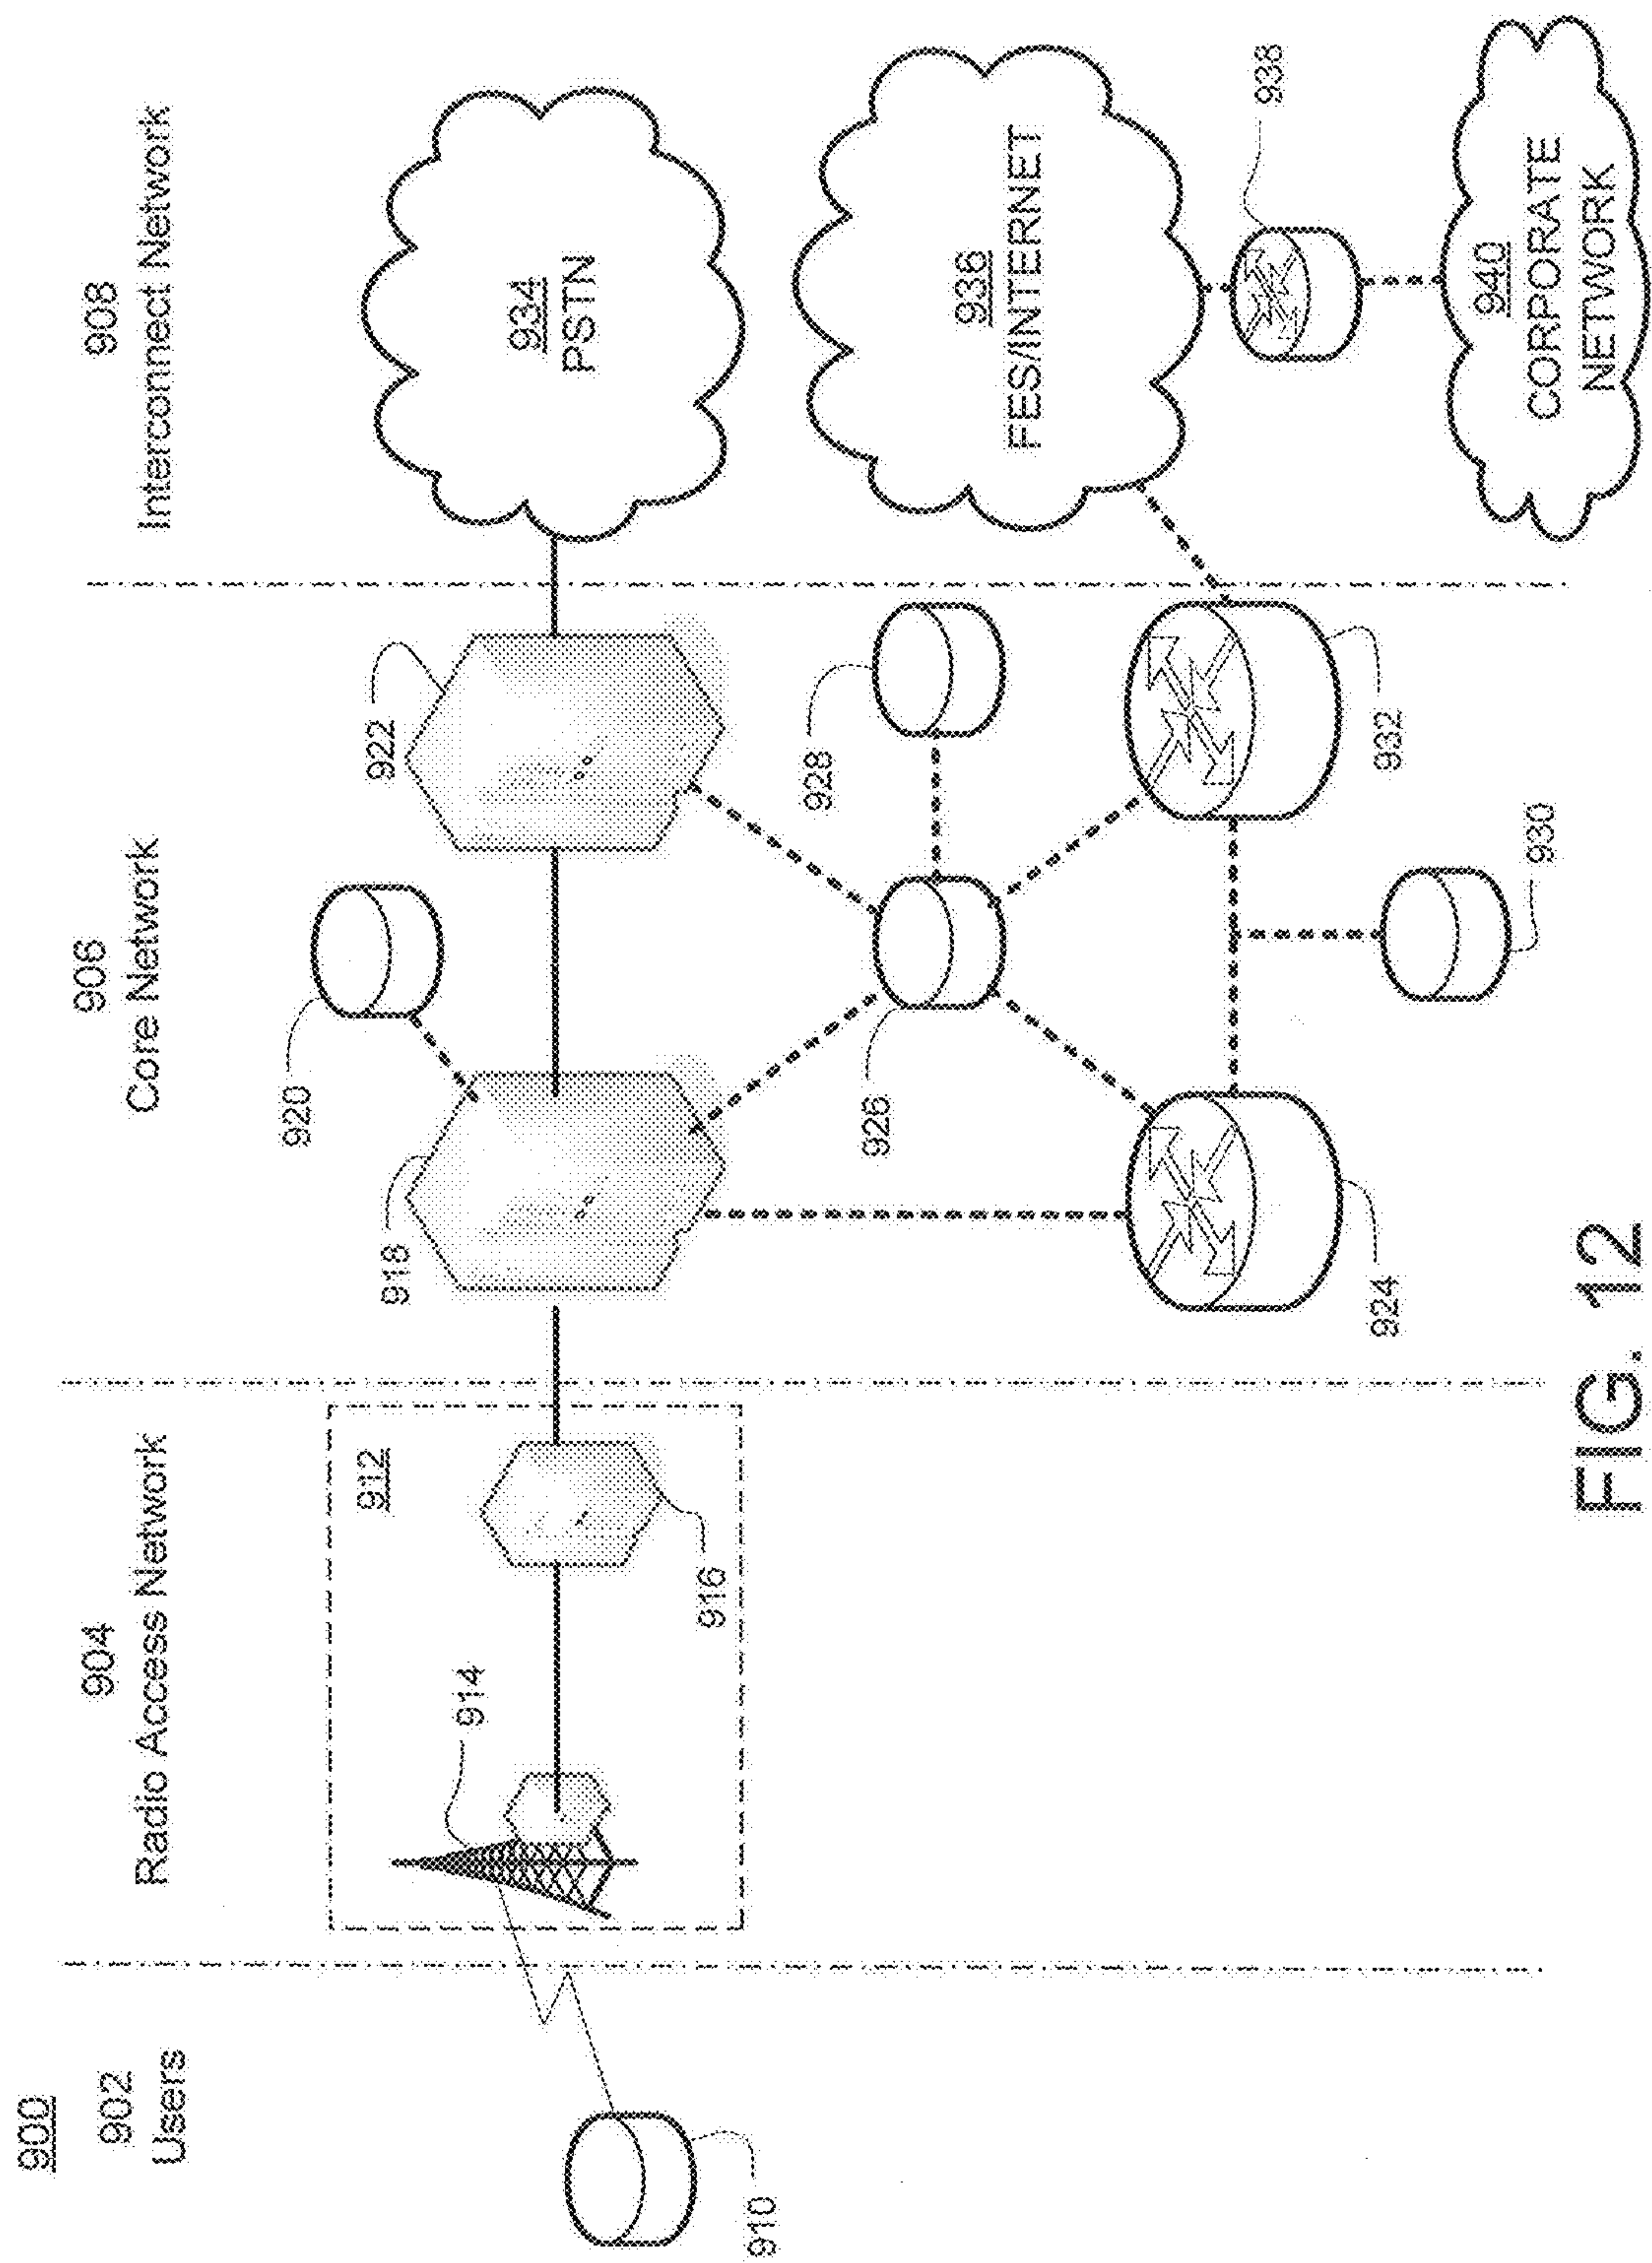 900
902
Users
904
Radio Access Network
906
Core Network
908
Interconnect Network
910
912
914
916
918
920
922
924
926
928
930
932
934
PSTN
936
FES/INTERNET
938
940
CORPORATE
NETWORK
FIG. 12